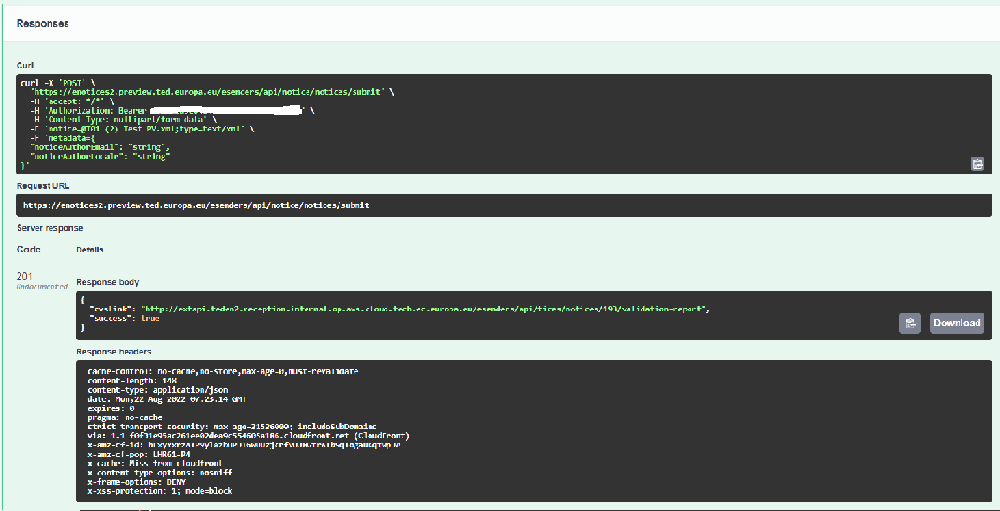 Responses
Curl
curl -X 'POST' \
'https://enotices2.preview.ted.europa.eu/esenders/api/notice/notices/submit' \
-H 'accept: */*' \
-H 'Authorization: Bearer ' \
-H 'Content-Type: multipart/form-data' \
-F 'notice=@T01 (2)_Test_PV.xml;type=text/xml' \
-F 'metadata={
"noticeAuthorEmail": "string",
"noticeAuthorLocale": "string"
}'
Request URL
https://enotices2.preview.ted.europa.eu/esenders/api/notice/notices/submit
Server response
Code Details
201
Undocumented
Response body
{
"cvsLink": "http://extapi.teden2.reception.internal.op.aws.cloud.tech.ec.europa.eu/esenders/api/tices/notices/193/validation-report",
"success": true
}
Download
Response headers
cache-control: no-cache,no-store,max-age=0,must-revalidate
content-length: 148
content-type: application/json
date: Mon,22 Aug 2022 07:23:14 GMT
expires: 0
pragma: no-cache
strict-transport-security: max-age=31536000; includeSubDomains
via: 1.1 f0f31e95ac261ee02dea9c554605a186.cloudfront.net (CloudFront)
x-amz-cf-id:
x-amz-cf-pop: LHR61-P4
x-cache: Miss from cloudfront
x-content-type-options: nosniff
x-frame-options: DENY
x-xss-protection: 1; mode=block